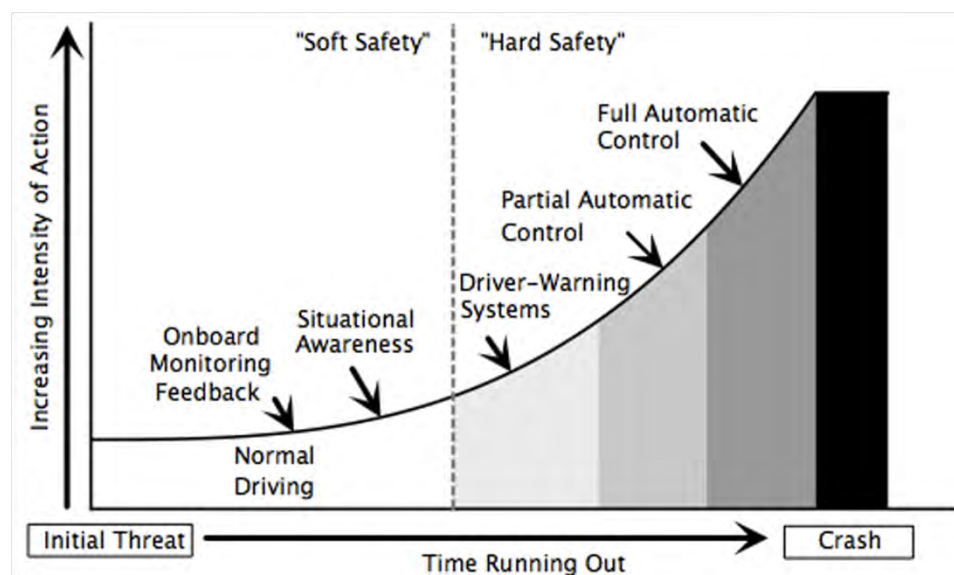 "Soft Safety"
"Hard Safety"
Increasing Intensity of Action
Full Automatic
Control
Partial Automatic
Control
Driver-Warning
Systems
Situational
Awareness
Onboard
Monitoring
Feedback
Normal
Driving
Initial Threat
Time Running Out
Crash